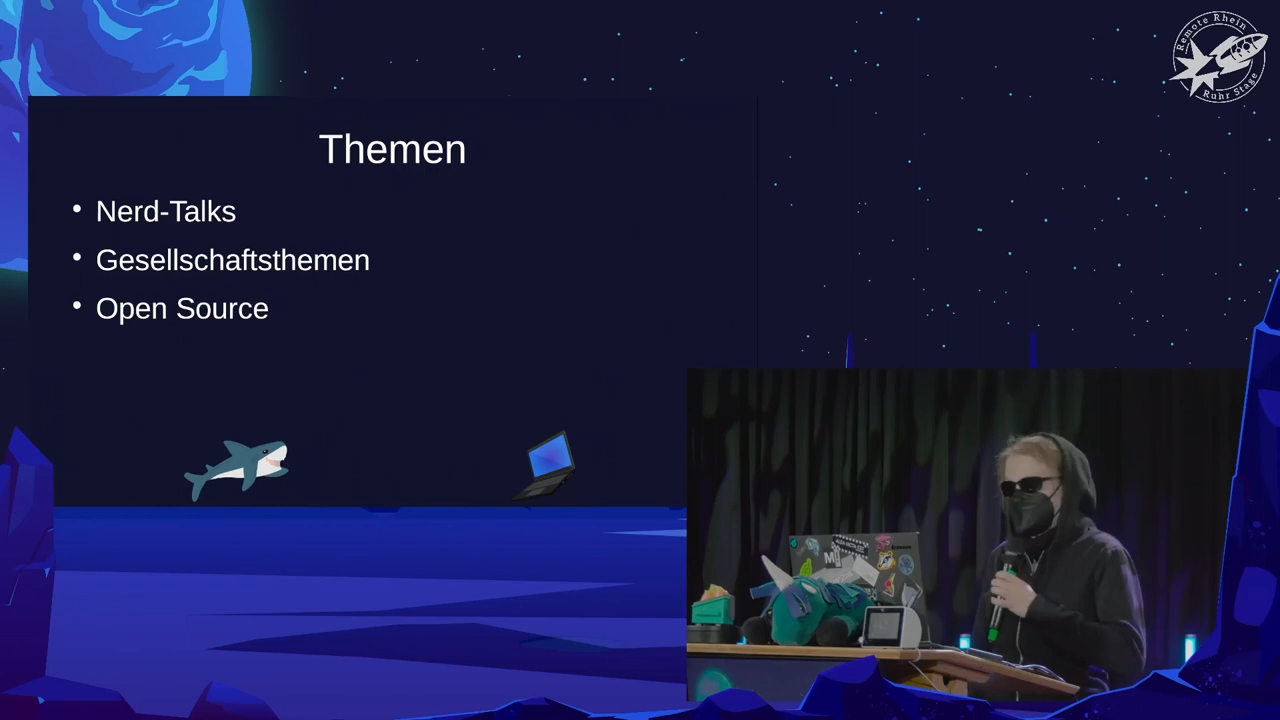 Remote Rhein
Ruhr Stage
Themen
• Nerd-Talks
• Gesellschaftsthemen
• Open Source